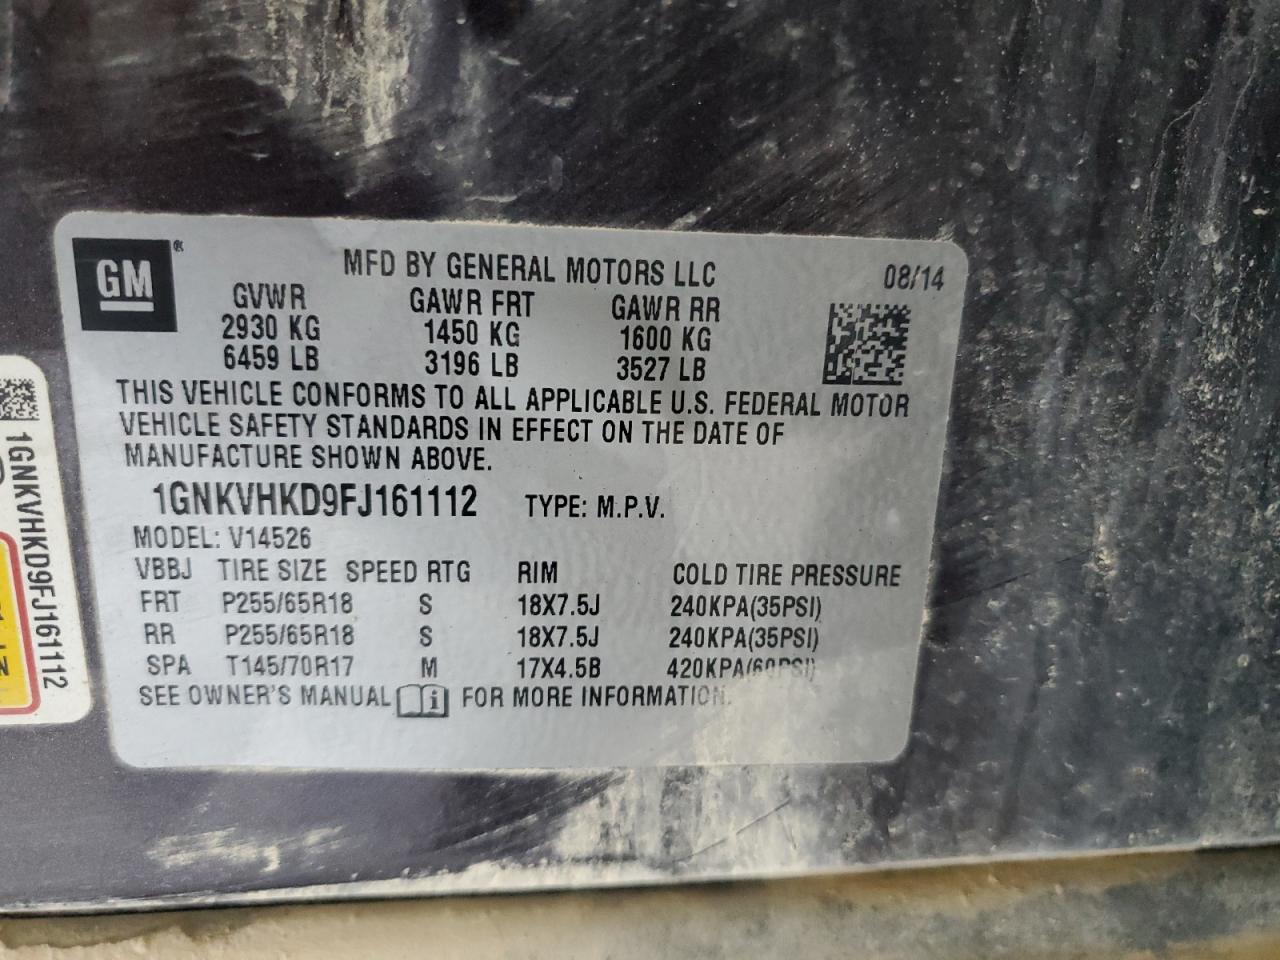 GM®
MFD BY GENERAL MOTORS LLC 08/14
GVWR GAWR FRT GAWR RR
2930 KG 1450 KG 1600 KG
6459 LB 3196 LB 3527 LB
THIS VEHICLE CONFORMS TO ALL APPLICABLE U.S. FEDERAL MOTOR
VEHICLE SAFETY STANDARDS IN EFFECT ON THE DATE OF
MANUFACTURE SHOWN ABOVE.
1GNKVHKD9FJ161112 TYPE: M.P.V.
MODEL: V14526
VBBJ TIRE SIZE SPEED RTG RIM COLD TIRE PRESSURE
FRT P255/65R18 S 18X7.5J 240KPA(35PSI)
RR P255/65R18 S 18X7.5J 240KPA(35PSI)
SPA T145/70R17 M 17X4.5B 420KPA(60PSI)
SEE OWNER'S MANUAL i FOR MORE INFORMATION.
1GNKVHKD9FJ161112